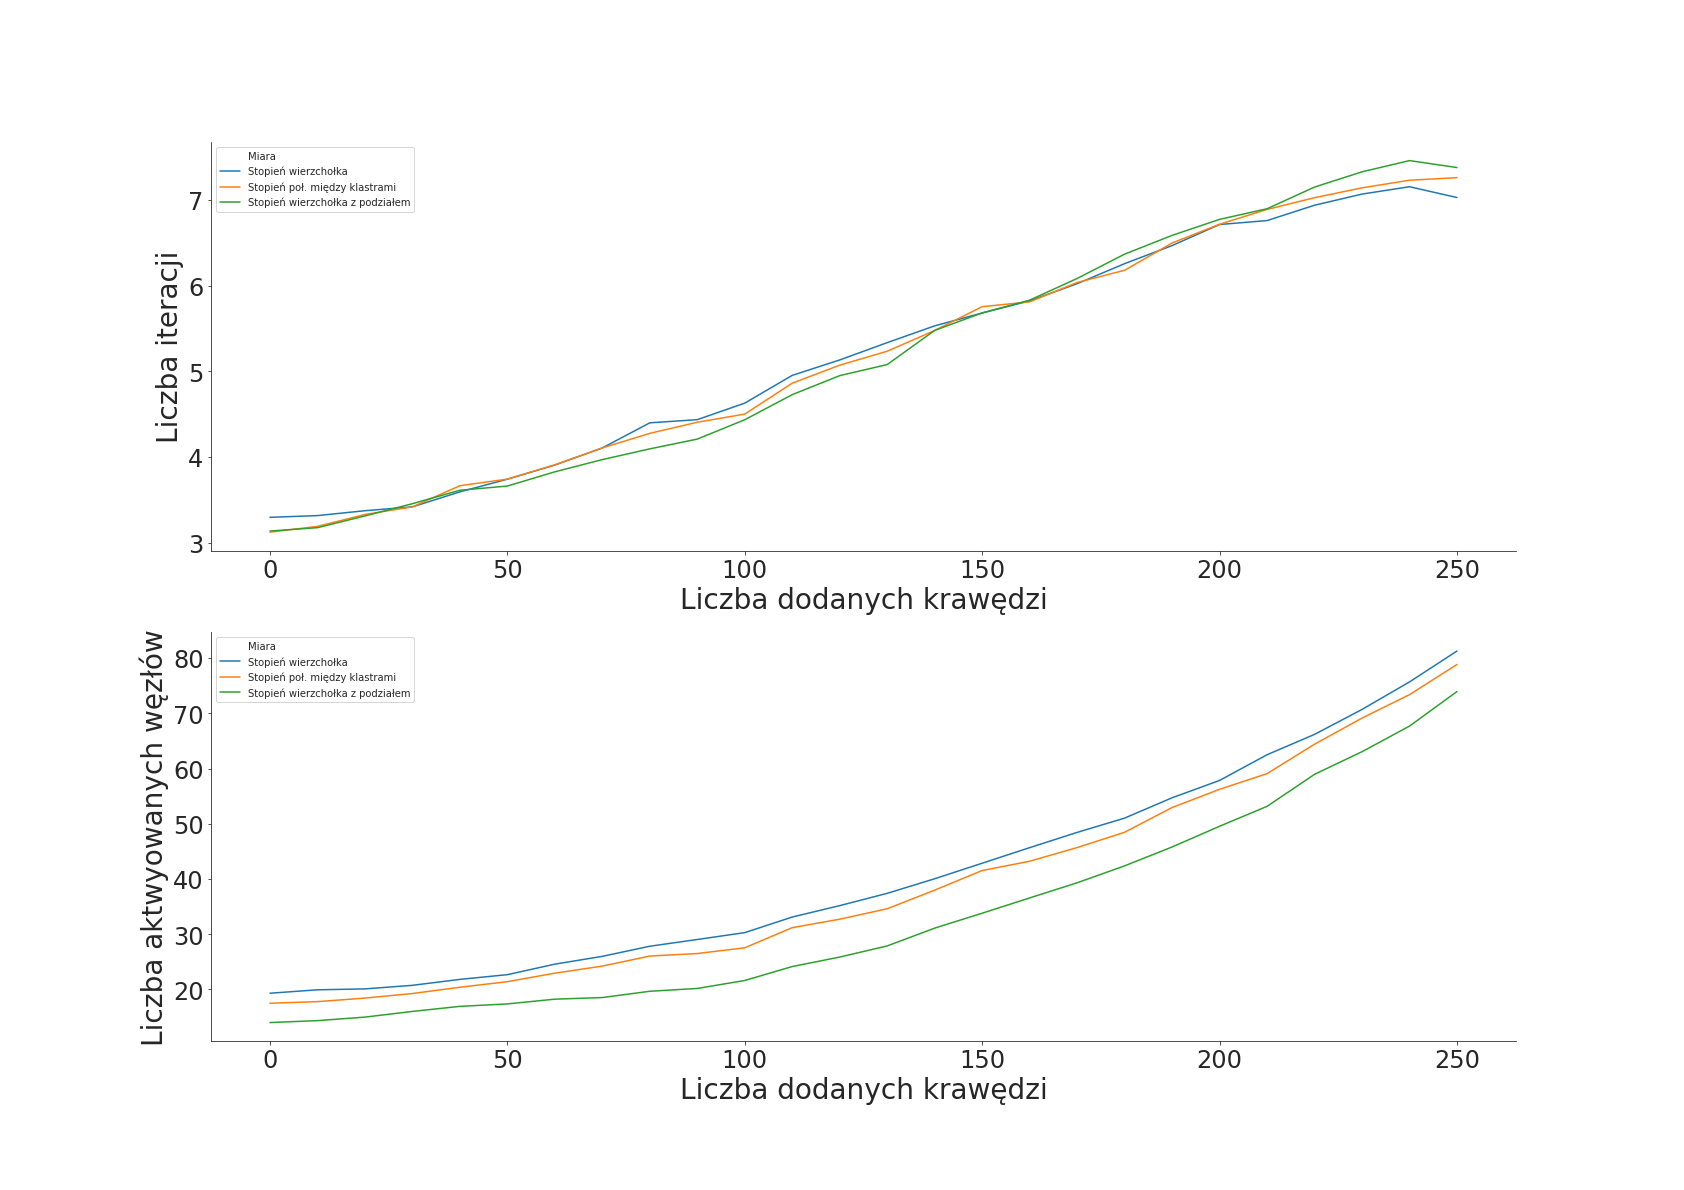 Miara
Stopień wierzchołka
Stopień poł. między klastrami
Stopień wierzchołka z podziałem
Liczba iteracji
7
6
5
4
3
0 50 100 150 200 250
Liczba dodanych krawędzi
Miara
Stopień wierzchołka
Stopień poł. między klastrami
Stopień wierzchołka z podziałem
Liczba aktwyowanych węzłów
80
70
60
50
40
30
20
0 50 100 150 200 250
Liczba dodanych krawędzi